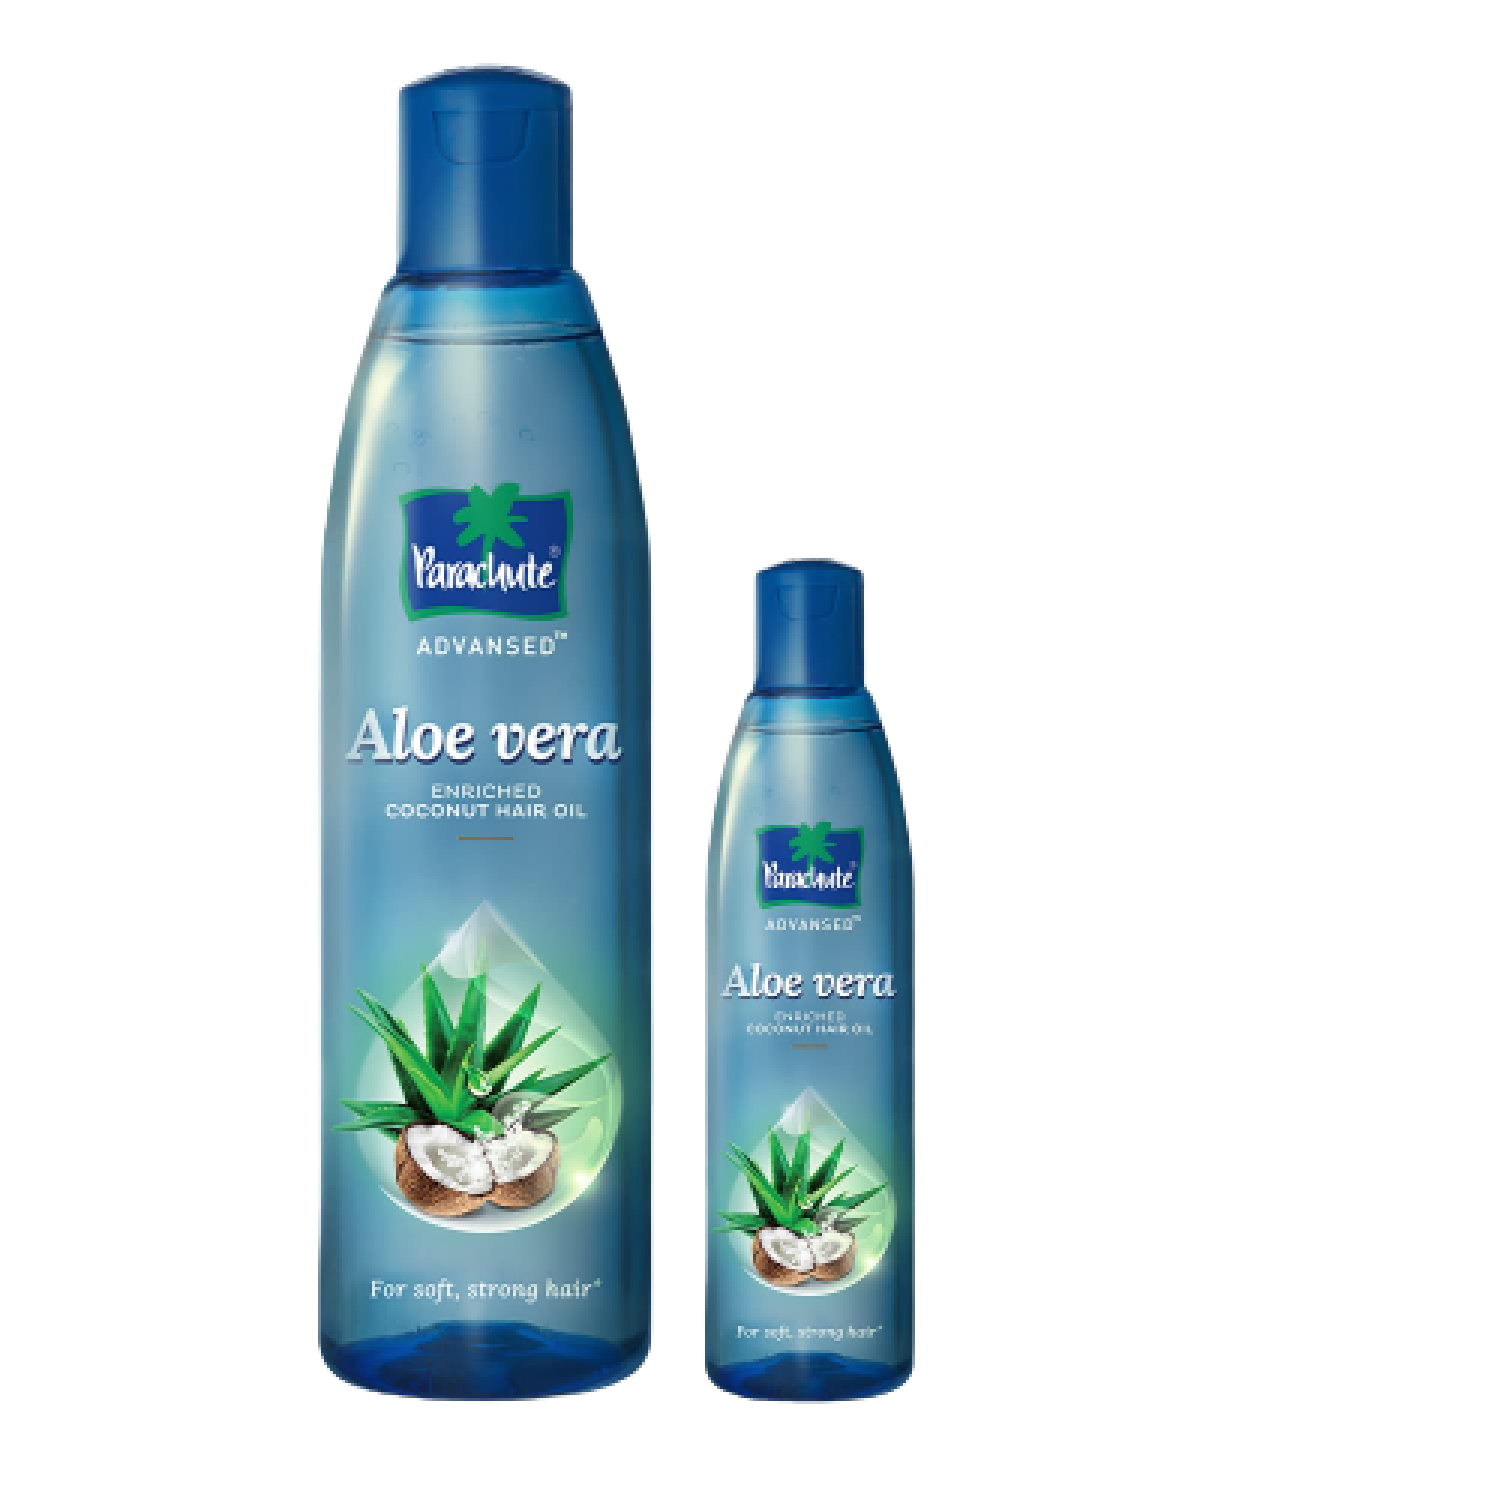 Parachute®
ADVANSED™
Aloe vera
ENRICHED
COCONUT HAIR OIL
For soft, strong hair*
Parachute®
ADVANSED™
Aloe vera
ENRICHED
COCONUT HAIR OIL
For soft, strong hair*